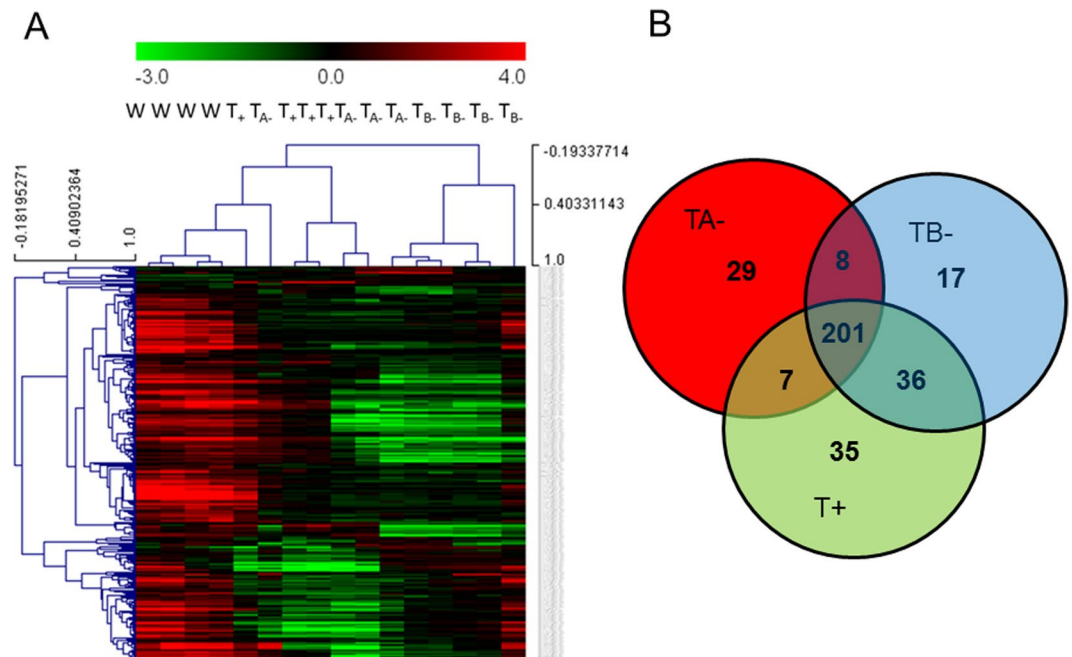 A
B
-3.0 0.0 4.0
W W W W T+ TA- T+T+T+TA- TA- TA- TB- TB- TB- TB-
-0.18195271
0.40902364
1.0
-0.19337714
0.40331143
1.0
TA-
29
8
TB-
17
201
7
36
35
T+